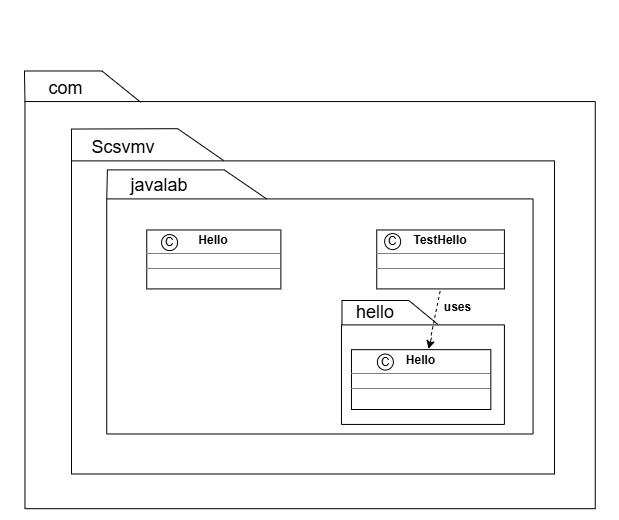 com
Scsvmv
javalab
C Hello
C TestHello
uses
hello
C Hello